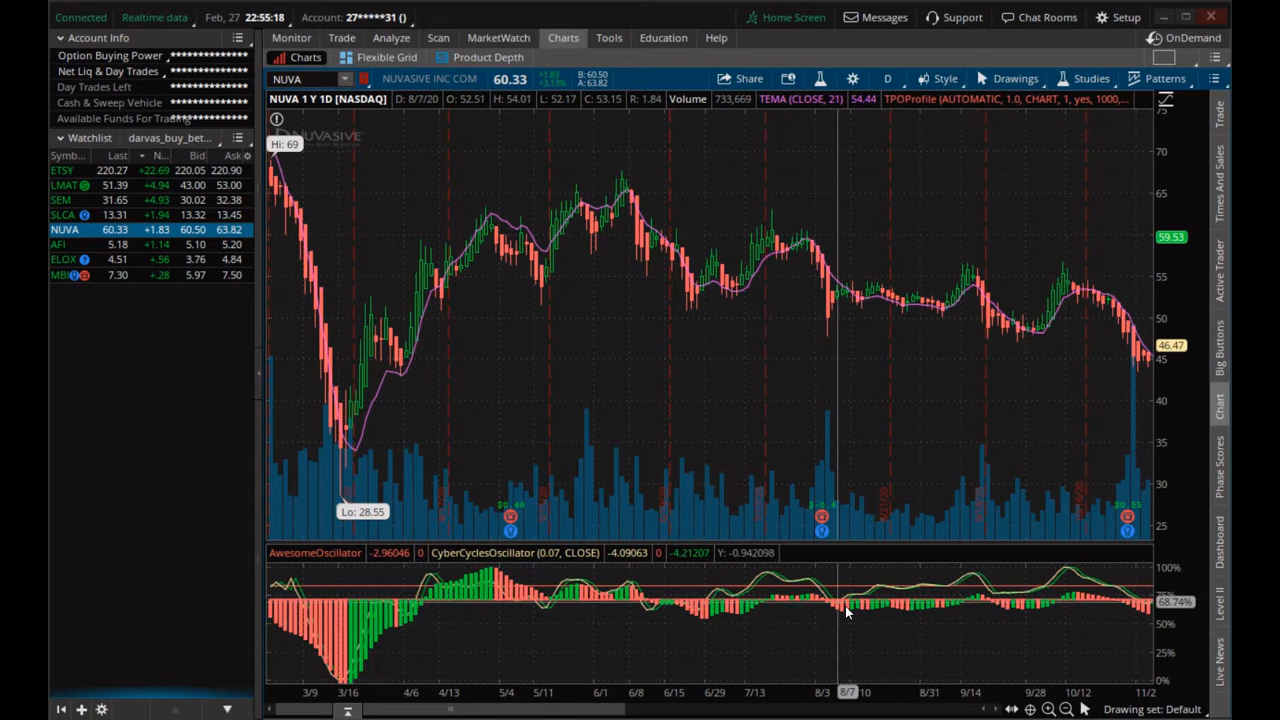 Connected Realtime data Feb, 27 22:55:18 Account: 27*****31 () Home Screen Messages Support Chat Rooms Setup
Account Info
Option Buying Power **************
Net Liq & Day Trades **************
Day Trades Left **************
Cash & Sweep Vehicle **************
Available Funds For Trading **************
Watchlist darvas_buy_bet...
Symb... Last N... Bid Ask
ETSY 220.27 +22.69 220.05 220.90
LMAT 51.39 +4.94 43.00 53.00
SEM 31.65 +4.93 30.02 32.38
SLCA 13.31 +1.94 13.32 13.45
NUVA 60.33 +1.83 60.50 63.82
AFI 5.18 +1.14 5.10 5.20
ELOX 4.51 +.56 3.76 4.84
MBI 7.30 +.28 5.97 7.50
Monitor Trade Analyze Scan MarketWatch Charts Tools Education Help OnDemand
Charts Flexible Grid Product Depth
NUVA NUVASIVE INC COM 60.33 +1.83 +3.13% B: 60.50 A: 63.82 Share D Style Drawings Studies Patterns
NUVA 1 Y 1D [NASDAQ] D: 8/7/20 O: 52.51 H: 54.01 L: 52.17 C: 53.15 R: 1.84 Volume 733,669 TEMA (CLOSE, 21) 54.44 TPOProfile (AUTOMATIC, 1.0, CHART, 1, yes, 1000,...
NUVASIVE
Hi: 69
Lo: 28.55
75
70
65
59.53
55
50
46.47
45
40
35
30
25
AwesomeOscillator -2.96046 0 CyberCyclesOscillator (0.07, CLOSE) -4.09063 0 -4.21207 Y: -0.942098
100%
75%
68.74%
50%
25%
0%
3/9 3/16 4/6 4/13 5/4 5/11 6/1 6/8 6/15 6/29 7/13 8/3 8/7 10 8/31 9/14 9/28 10/12 11/2
Drawing set: Default
Trade
Times And Sales
Active Trader
Big Buttons
Chart
Phase Scores
Dashboard
Level II
Live News